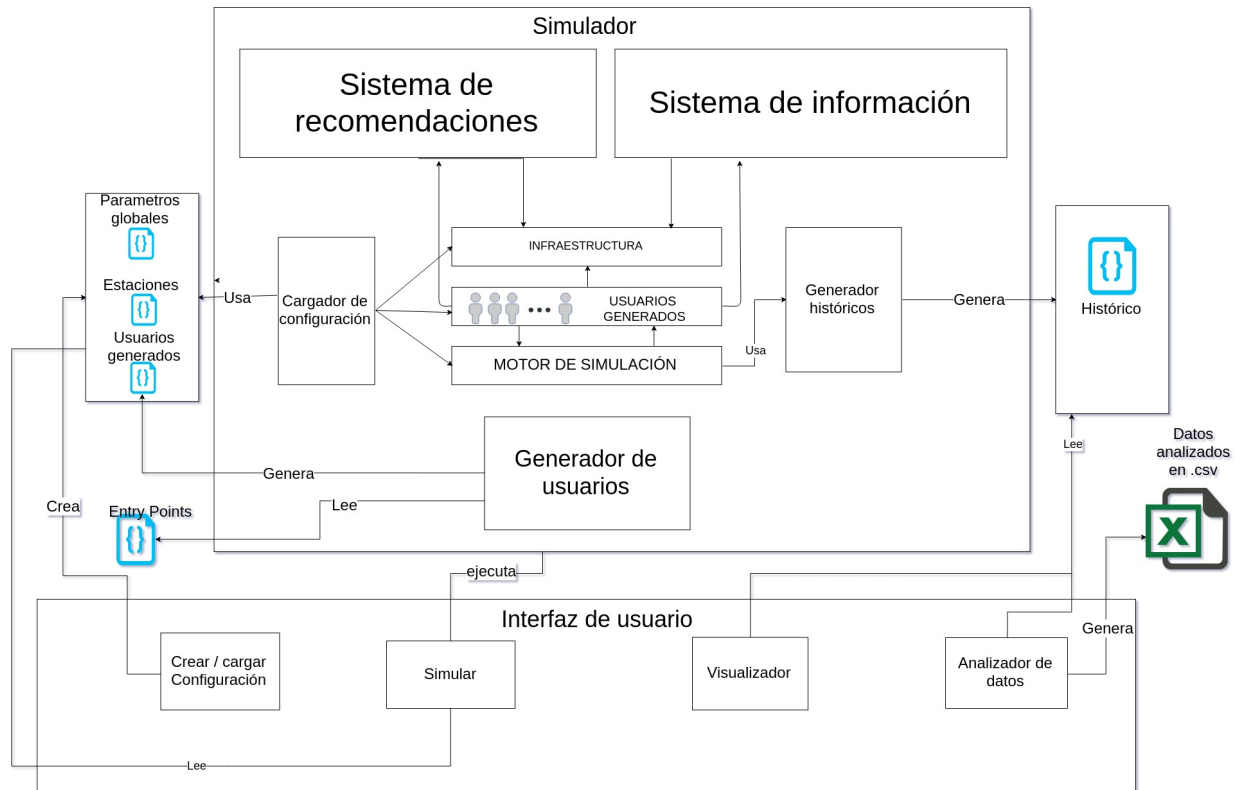 Simulador
Sistema de
recomendaciones
Sistema de información
Parametros
globales
{}
Estaciones
{}
Usuarios
generados
{}
Usa
Cargador de
configuración
INFRAESTRUCTURA
USUARIOS
GENERADOS
MOTOR DE SIMULACIÓN
Usa
Generador
históricos
Genera
{}
Histórico
Generador de
usuarios
Genera
Lee
Crea
Entry Points
{}
Lee
Datos
analizados
en .csv
X
ejecuta
Interfaz de usuario
Crear / cargar
Configuración
Simular
Visualizador
Analizador de
datos
Genera
Lee